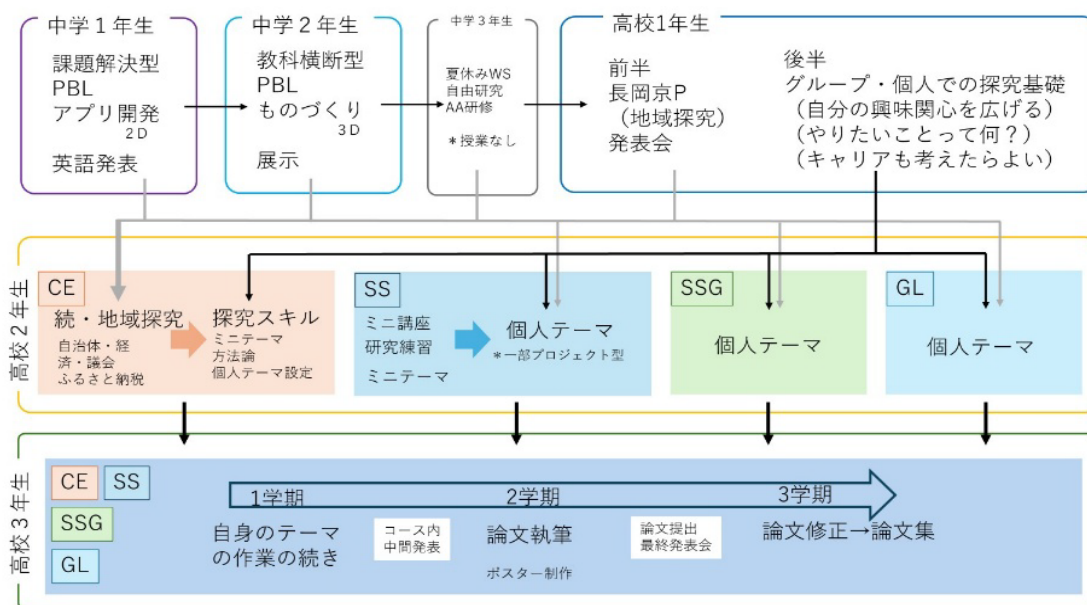 中学１年生
課題解決型
PBL
アプリ開発
2D
英語発表
中学２年生
教科横断型
PBL
ものづくり
3D
展示
中学３年生
夏休みWS
自由研究
AA研修
＊授業なし
高校1年生
前半
長岡京P
（地域探究）
発表会
後半
グループ・個人での探究基礎
（自分の興味関心を広げる）
（やりたいことって何？）
（キャリアも考えたらよい）
高校２年生
CE
続・地域探究
自治体・経
済・議会
ふるさと納税
探究スキル
ミニテーマ
方法論
個人テーマ設定
SS
ミニ講座
研究練習
ミニテーマ
個人テーマ
＊一部プロジェクト型
SSG
個人テーマ
GL
個人テーマ
高校３年生
CE
SS
SSG
GL
1学期
自身のテーマ
の作業の続き
コース内
中間発表
2学期
論文執筆
ポスター制作
論文提出
最終発表会
3学期
論文修正→論文集